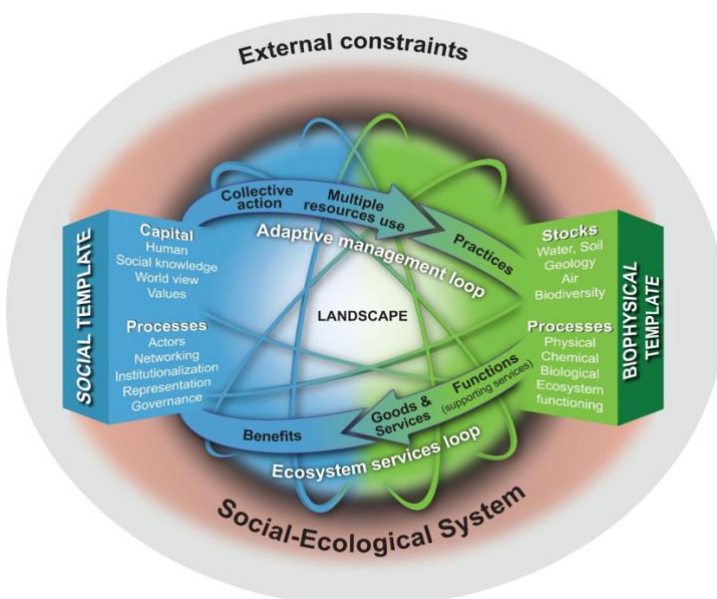 External constraints
Collective
action
Multiple
resources use
Practices
Adaptive management loop
SOCIAL TEMPLATE
Capital
Human
Social knowledge
World view
Values
Processes
Actors
Networking
Institutionalization
Representation
Governance
LANDSCAPE
Stocks
Water, Soil
Geology
Air
Biodiversity
Processes
Physical
Chemical
Biological
Ecosystem
functioning
BIOPHYSICAL
TEMPLATE
Functions
(supporting services)
Goods &
Services
Benefits
Ecosystem services loop
Social-Ecological System